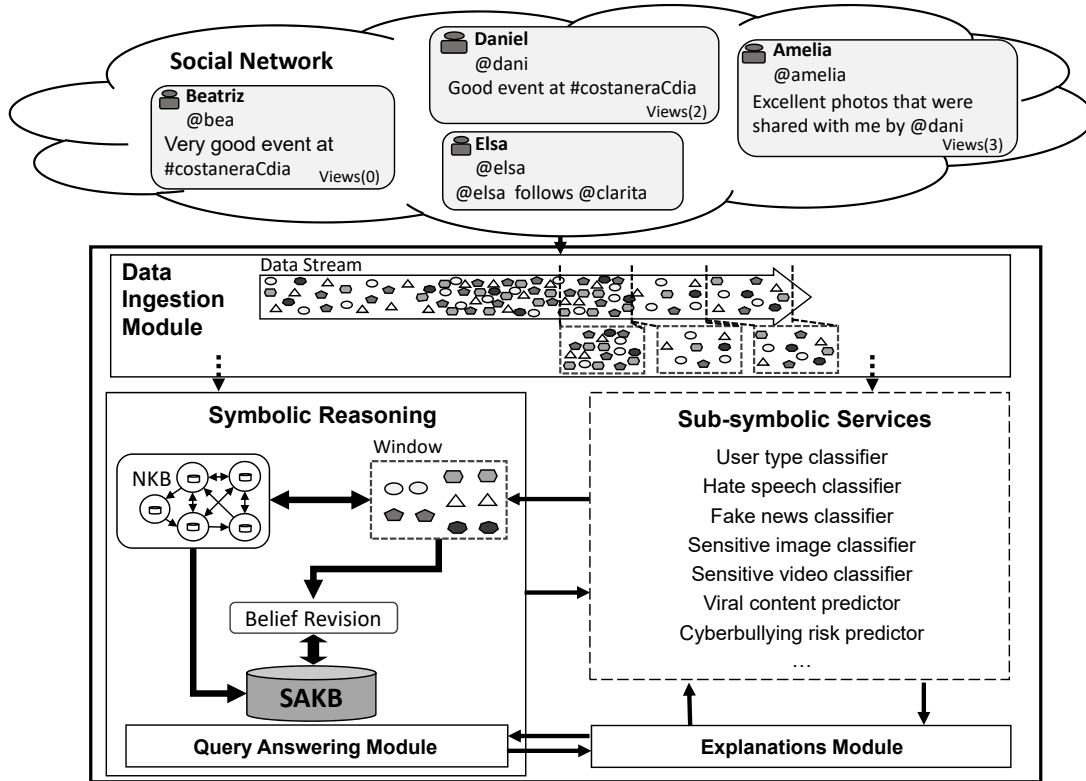 Social Network
Beatriz
@bea
Very good event at
#costaneraCdia
Views(0)
Daniel
@dani
Good event at #costaneraCdia
Views(2)
Elsa
@elsa
@elsa follows @clarita
Amelia
@amelia
Excellent photos that were
shared with me by @dani
Views(3)
Data
Ingestion
Module
Data Stream
Symbolic Reasoning
Window
NKB
Belief Revision
SAKB
Query Answering Module
Sub-symbolic Services
User type classifier
Hate speech classifier
Fake news classifier
Sensitive image classifier
Sensitive video classifier
Viral content predictor
Cyberbullying risk predictor
...
Explanations Module